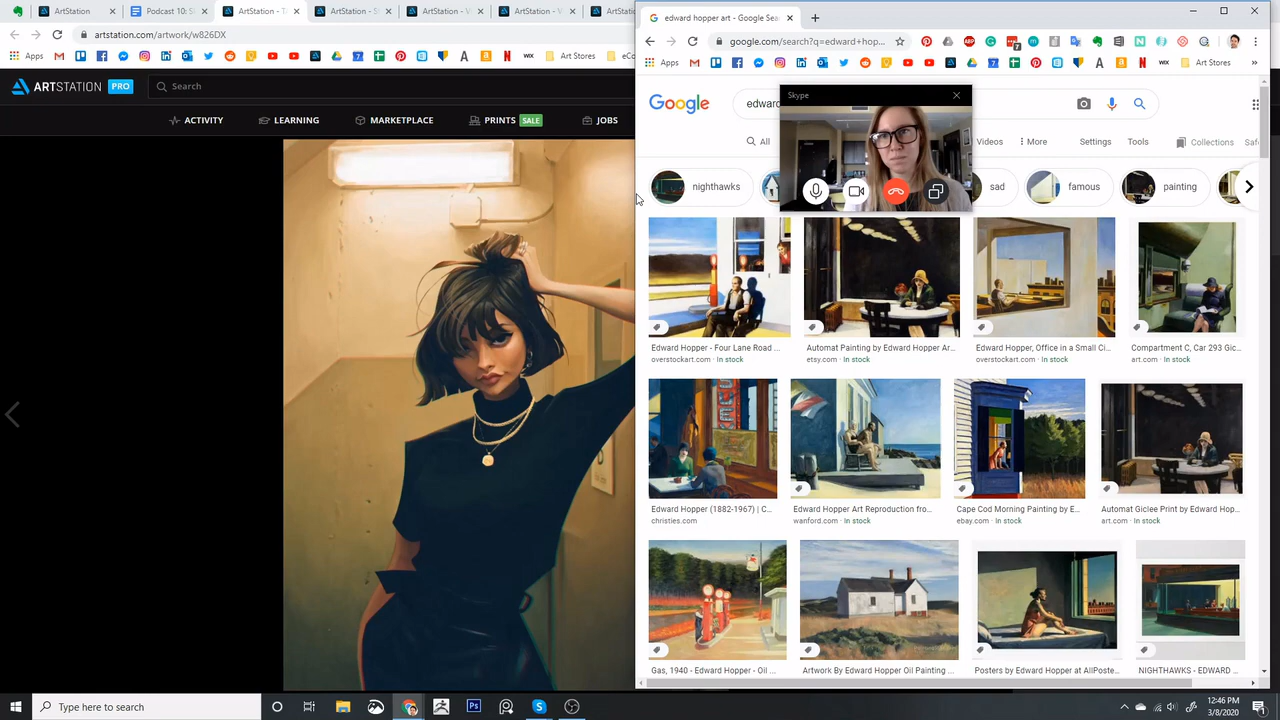 ArtStation
Podcast 10: S
ArtStation - T
ArtStation - S
ArtStation - V
ArtStation - V
ArtStation
artstation.com/artwork/w826DX
Apps
Art Stores
eCo
ARTSTATION PRO
Search
ACTIVITY
LEARNING
MARKETPLACE
PRINTS SALE
JOBS
edward hopper art - Google Sea
google.com/search?q=edward+hop...
Apps
Art Stores
Google
edward
Skype
All
Videos
More
Settings
Tools
Collections
Safe
nighthawks
sad
famous
painting
Edward Hopper - Four Lane Road ...
overstockart.com · In stock
Automat Painting by Edward Hopper Ar...
etsy.com · In stock
Edward Hopper, Office in a Small Ci...
overstockart.com · In stock
Compartment C, Car 293 Gic...
art.com · In stock
Edward Hopper (1882-1967) | C...
christies.com
Edward Hopper Art Reproduction fro...
wanford.com · In stock
Cape Cod Morning Painting by E...
ebay.com · In stock
Automat Giclee Print by Edward Hop...
art.com · In stock
Gas, 1940 - Edward Hopper - Oil ...
Artwork By Edward Hopper Oil Painting ...
Posters by Edward Hopper at AllPoste...
NIGHTHAWKS - EDWARD ...
Type here to search
12:46 PM
3/8/2020